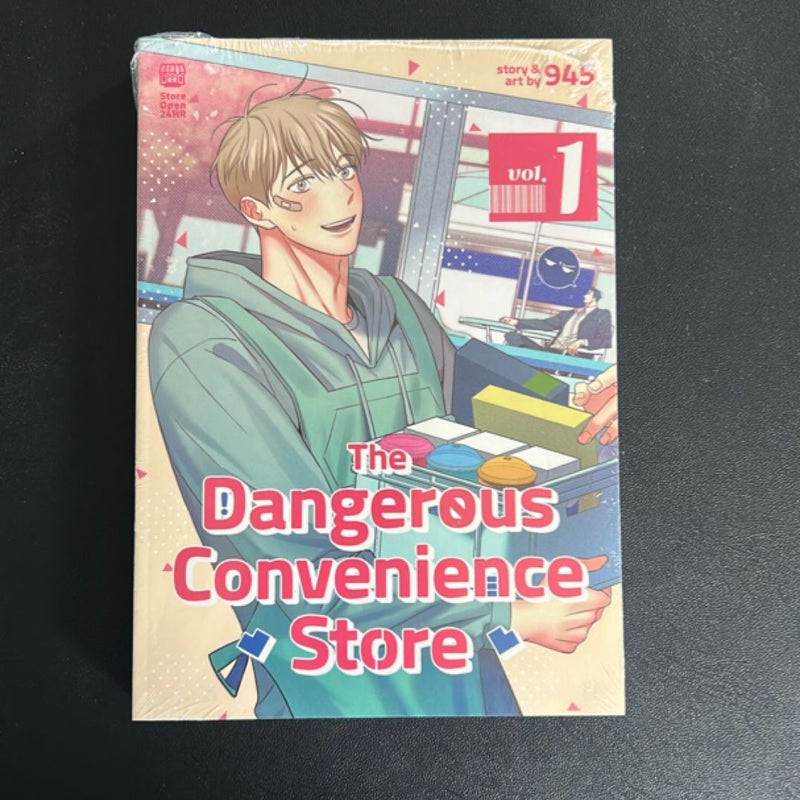 Store
Open
24HR
story &
art by 945
vol. 1
The
Dangerous
Convenience
Store